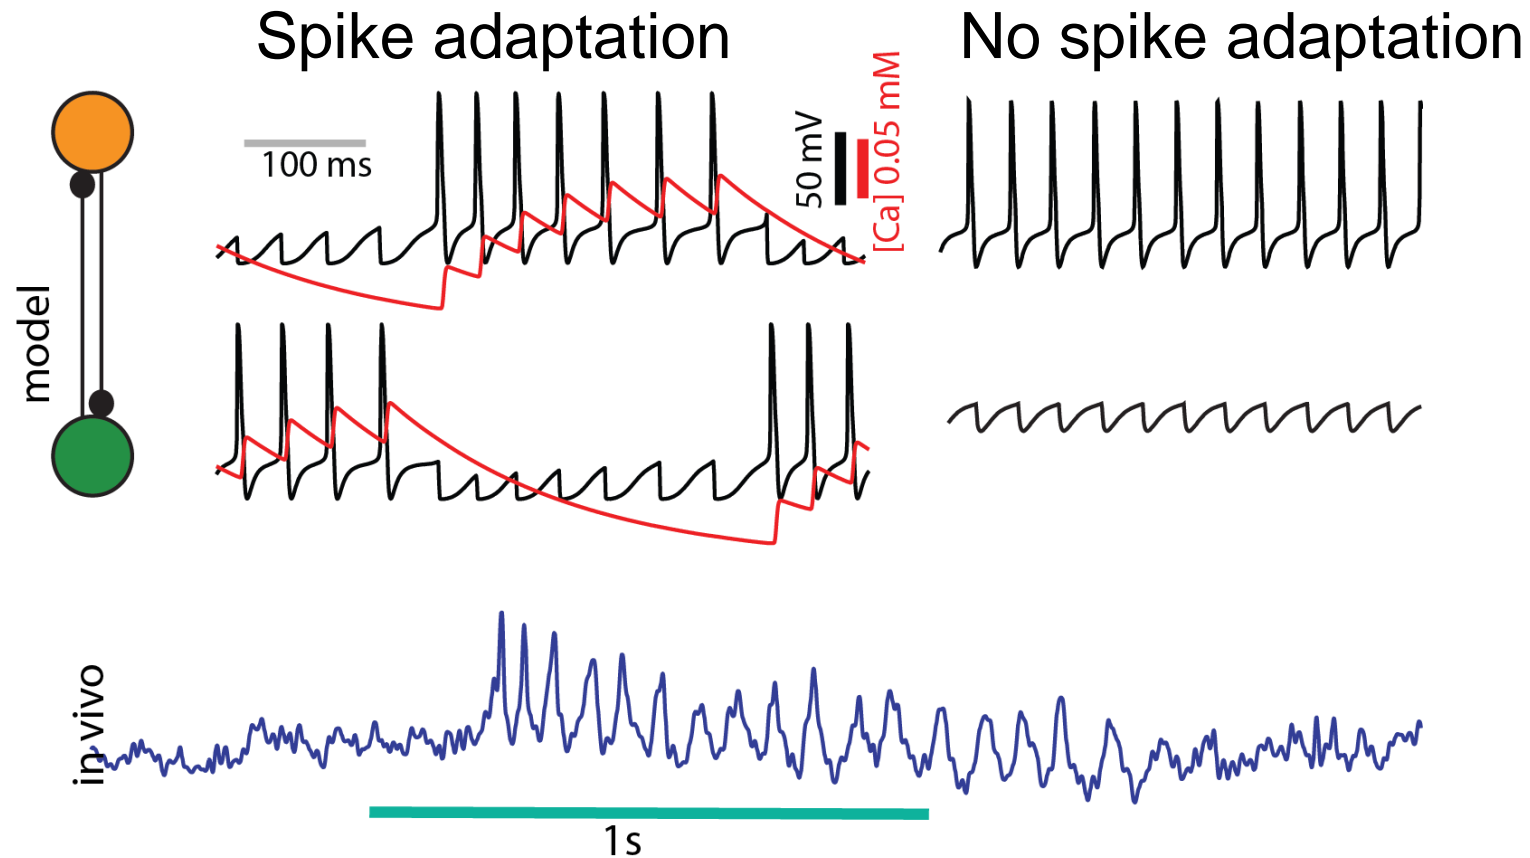 Spike adaptation
No spike adaptation
100 ms
50 mV
[Ca] 0.05 mM
model
in vivo
1s